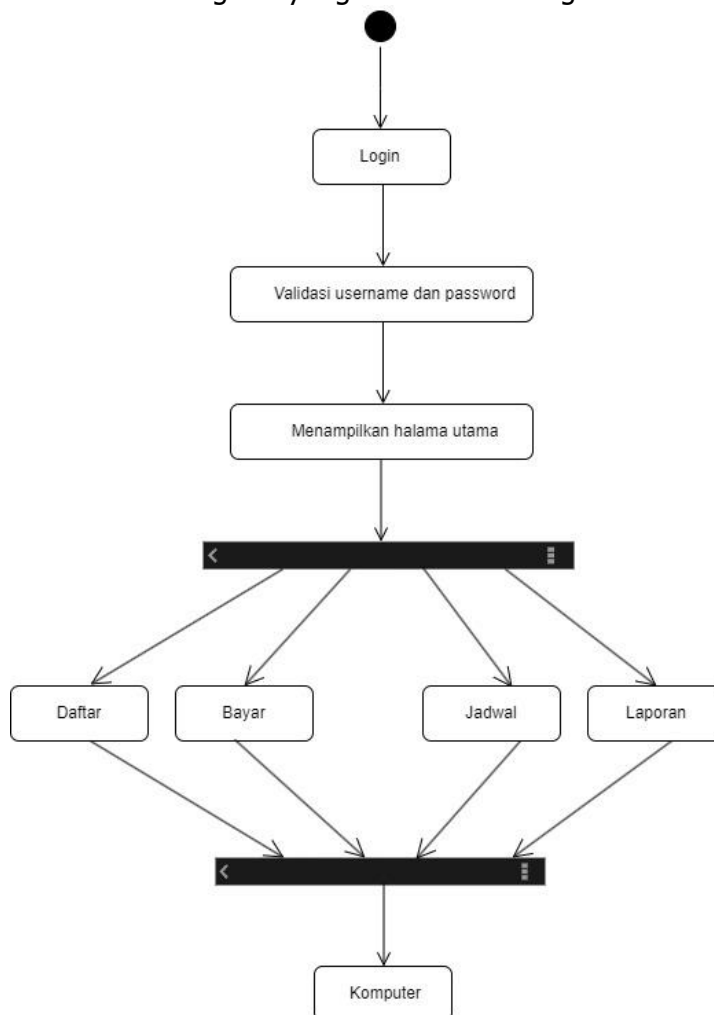 Login
Validasi username dan password
Menampilkan halama utama
Daftar
Bayar
Jadwal
Laporan
Komputer